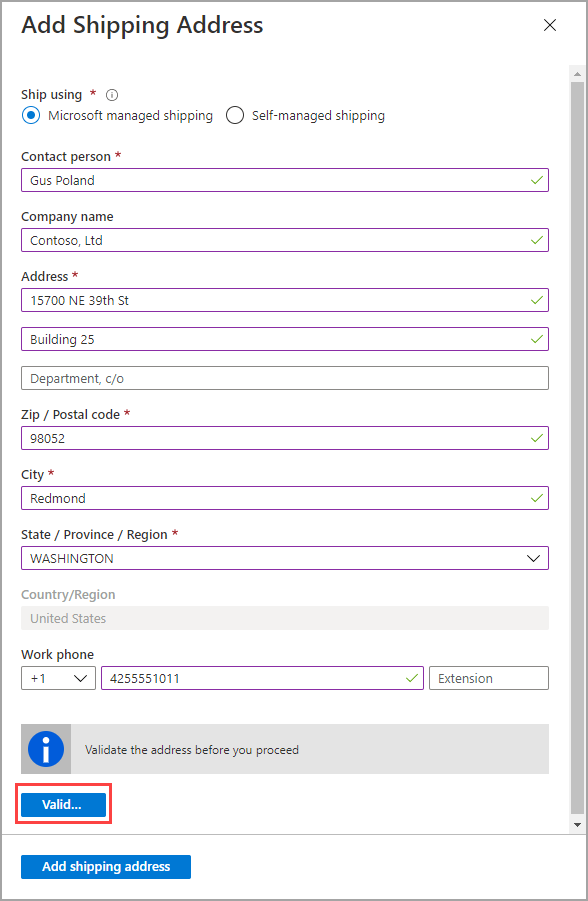 Add Shipping Address
Ship using *
Microsoft managed shipping Self-managed shipping
Contact person *
Gus Poland
Company name
Contoso, Ltd
Address *
15700 NE 39th St
Building 25
Department, c/o
Zip / Postal code *
98052
City *
Redmond
State / Province / Region *
WASHINGTON
Country/Region
United States
Work phone
+1 4255551011 Extension
Validate the address before you proceed
Valid...
Add shipping address